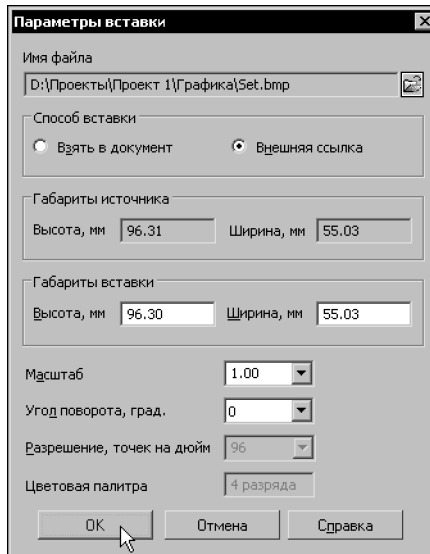 Параметры вставки
Имя файла
D:\Проекты\Проект 1\Графика\Set.bmp
Способ вставки
Взять в документ Внешняя ссылка
Габариты источника
Высота, мм 96.31 Ширина, мм 55.03
Габариты вставки
Высота, мм 96.30 Ширина, мм 55.03
Масштаб 1.00
Угол поворота, град. 0
Разрешение, точек на дюйм 96
Цветовая палитра 4 разряда
OK Отмена Справка